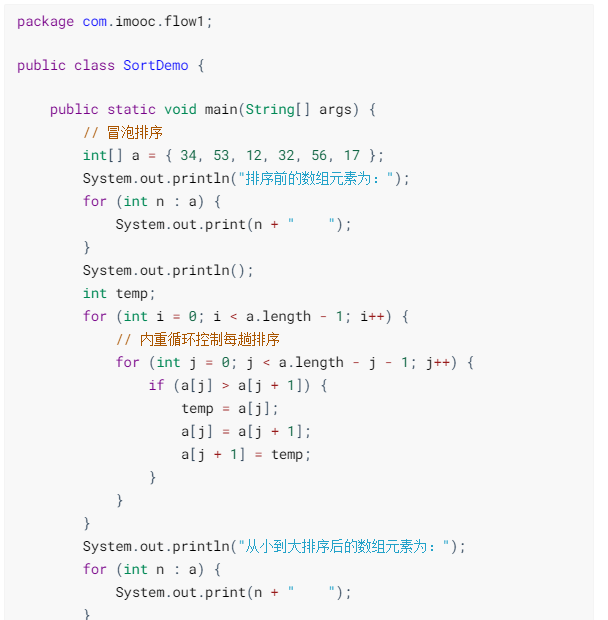 package com.imooc.flow1;
public class SortDemo {
public static void main(String[] args) {
// 冒泡排序
int[] a = { 34, 53, 12, 32, 56, 17 };
System.out.println("排序前的数组元素为：");
for (int n : a) {
System.out.print(n + "    ");
}
System.out.println();
int temp;
for (int i = 0; i < a.length - 1; i++) {
// 内重循环控制每趟排序
for (int j = 0; j < a.length - j - 1; j++) {
if (a[j] > a[j + 1]) {
temp = a[j];
a[j] = a[j + 1];
a[j + 1] = temp;
}
}
}
System.out.println("从小到大排序后的数组元素为：");
for (int n : a) {
System.out.print(n + "    ");
}